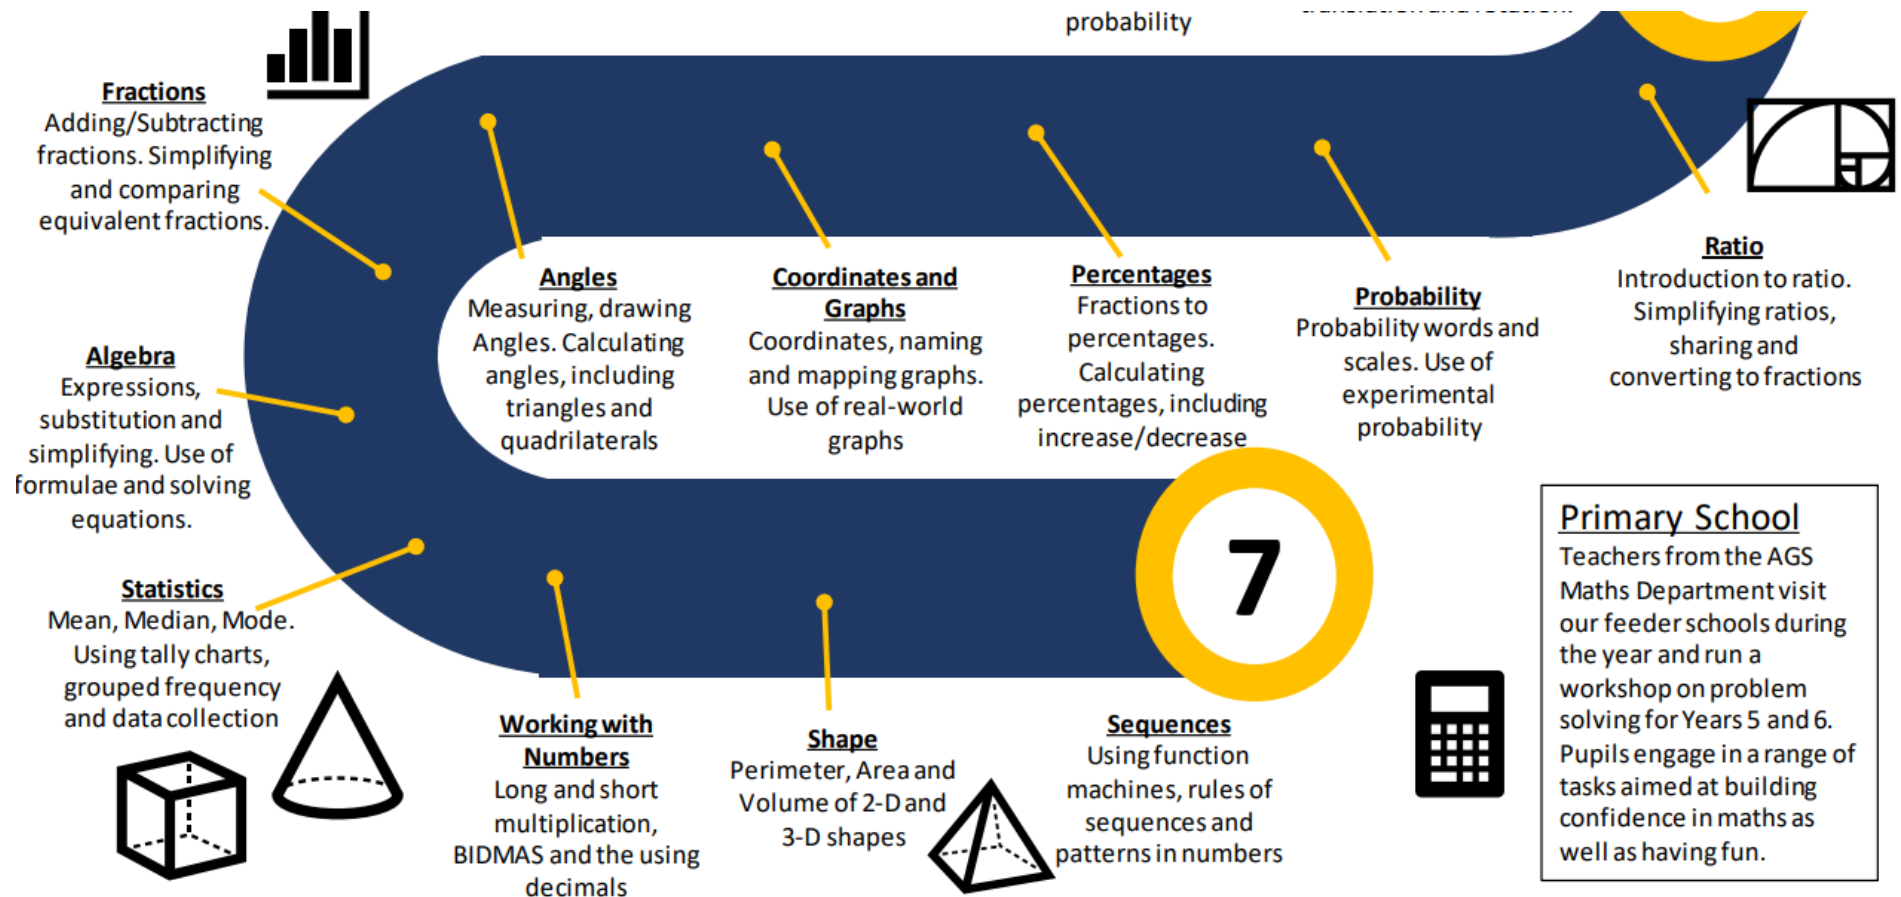 probability
Fractions
Adding/Subtracting
fractions. Simplifying
and comparing
equivalent fractions.
Angles
Measuring, drawing
Angles. Calculating
angles, including
triangles and
quadrilaterals
Coordinates and
Graphs
Coordinates, naming
and mapping graphs.
Use of real-world
graphs
Percentages
Fractions to
percentages.
Calculating
percentages, including
increase/decrease
Probability
Probability words and
scales. Use of
experimental
probability
Ratio
Introduction to ratio.
Simplifying ratios,
sharing and
converting to fractions
Algebra
Expressions,
substitution and
simplifying. Use of
formulae and solving
equations.
Statistics
Mean, Median, Mode.
Using tally charts,
grouped frequency
and data collection
7
Working with
Numbers
Long and short
multiplication,
BIDMAS and the using
decimals
Shape
Perimeter, Area and
Volume of 2-D and
3-D shapes
Sequences
Using function
machines, rules of
sequences and
patterns in numbers
Primary School
Teachers from the AGS
Maths Department visit
our feeder schools during
the year and run a
workshop on problem
solving for Years 5 and 6.
Pupils engage in a range of
tasks aimed at building
confidence in maths as
well as having fun.